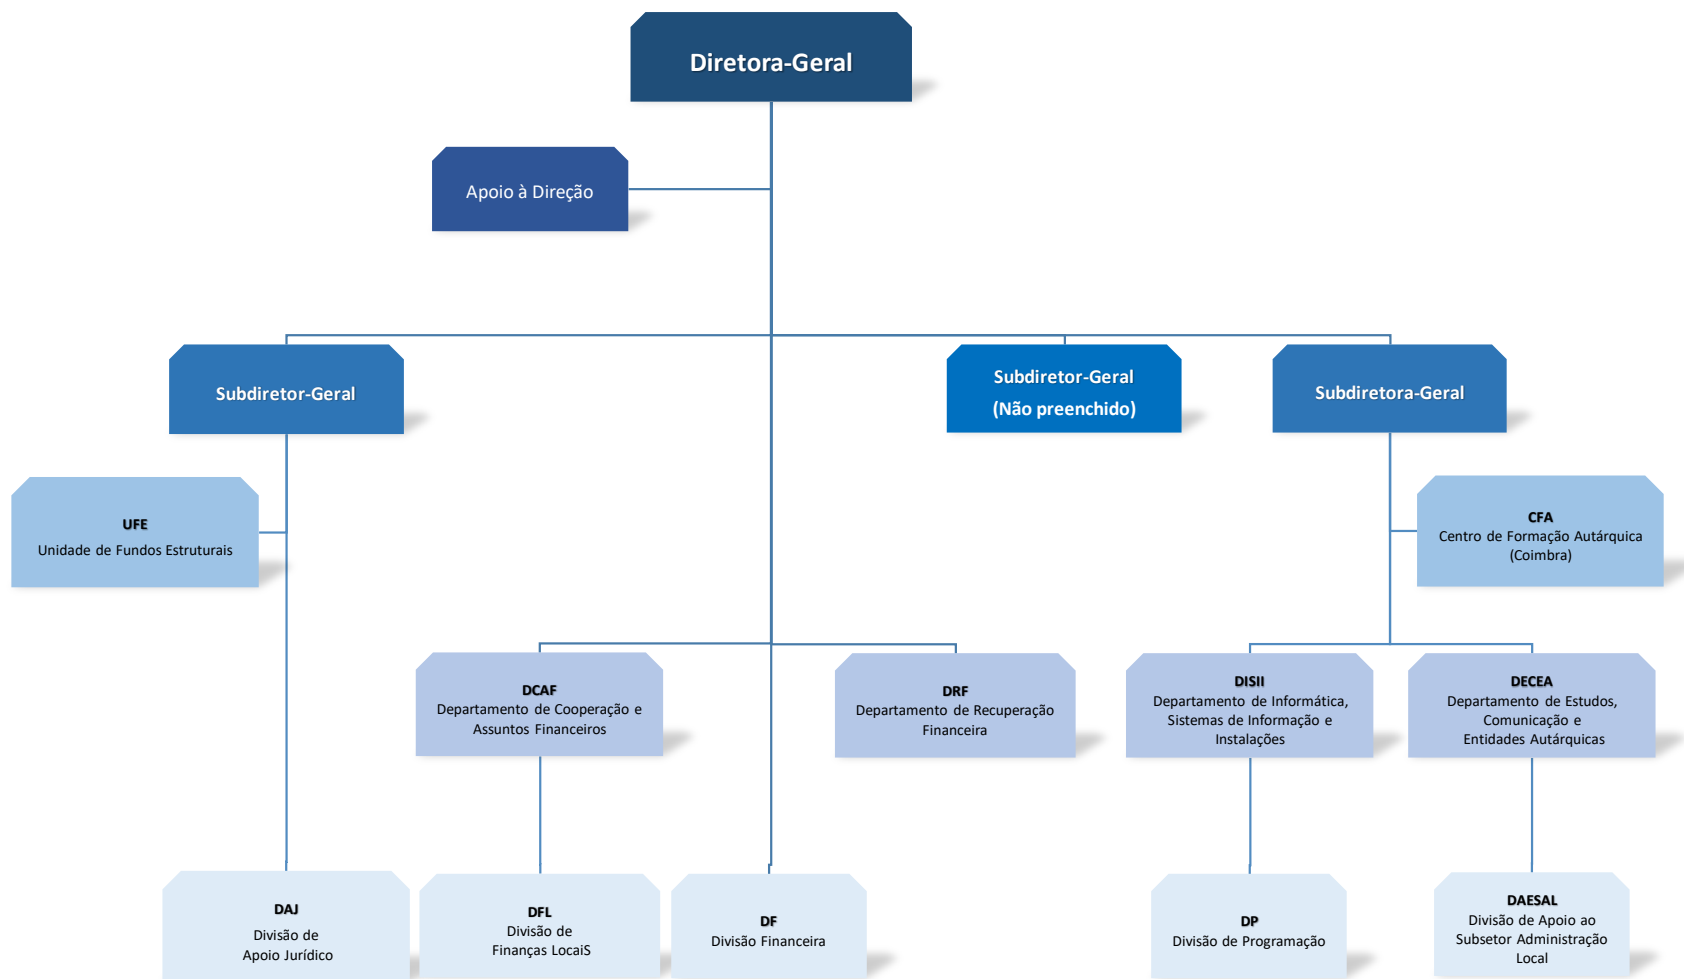 Diretora-Geral
Apoio à Direção
Subdiretor-Geral
Subdiretor-Geral
(Não preenchido)
Subdiretora-Geral
UFE
Unidade de Fundos Estruturais
CFA
Centro de Formação Autárquica
(Coimbra)
DCAF
Departamento de Cooperação e
Assuntos Financeiros
DRF
Departamento de Recuperação
Financeira
DISII
Departamento de Informática,
Sistemas de Informação e
Instalações
DECEA
Departamento de Estudos,
Comunicação e
Entidades Autárquicas
DAJ
Divisão de
Apoio Jurídico
DFL
Divisão de
Finanças LocaiS
DF
Divisão Financeira
DP
Divisão de Programação
DAESAL
Divisão de Apoio ao
Subsetor Administração
Local